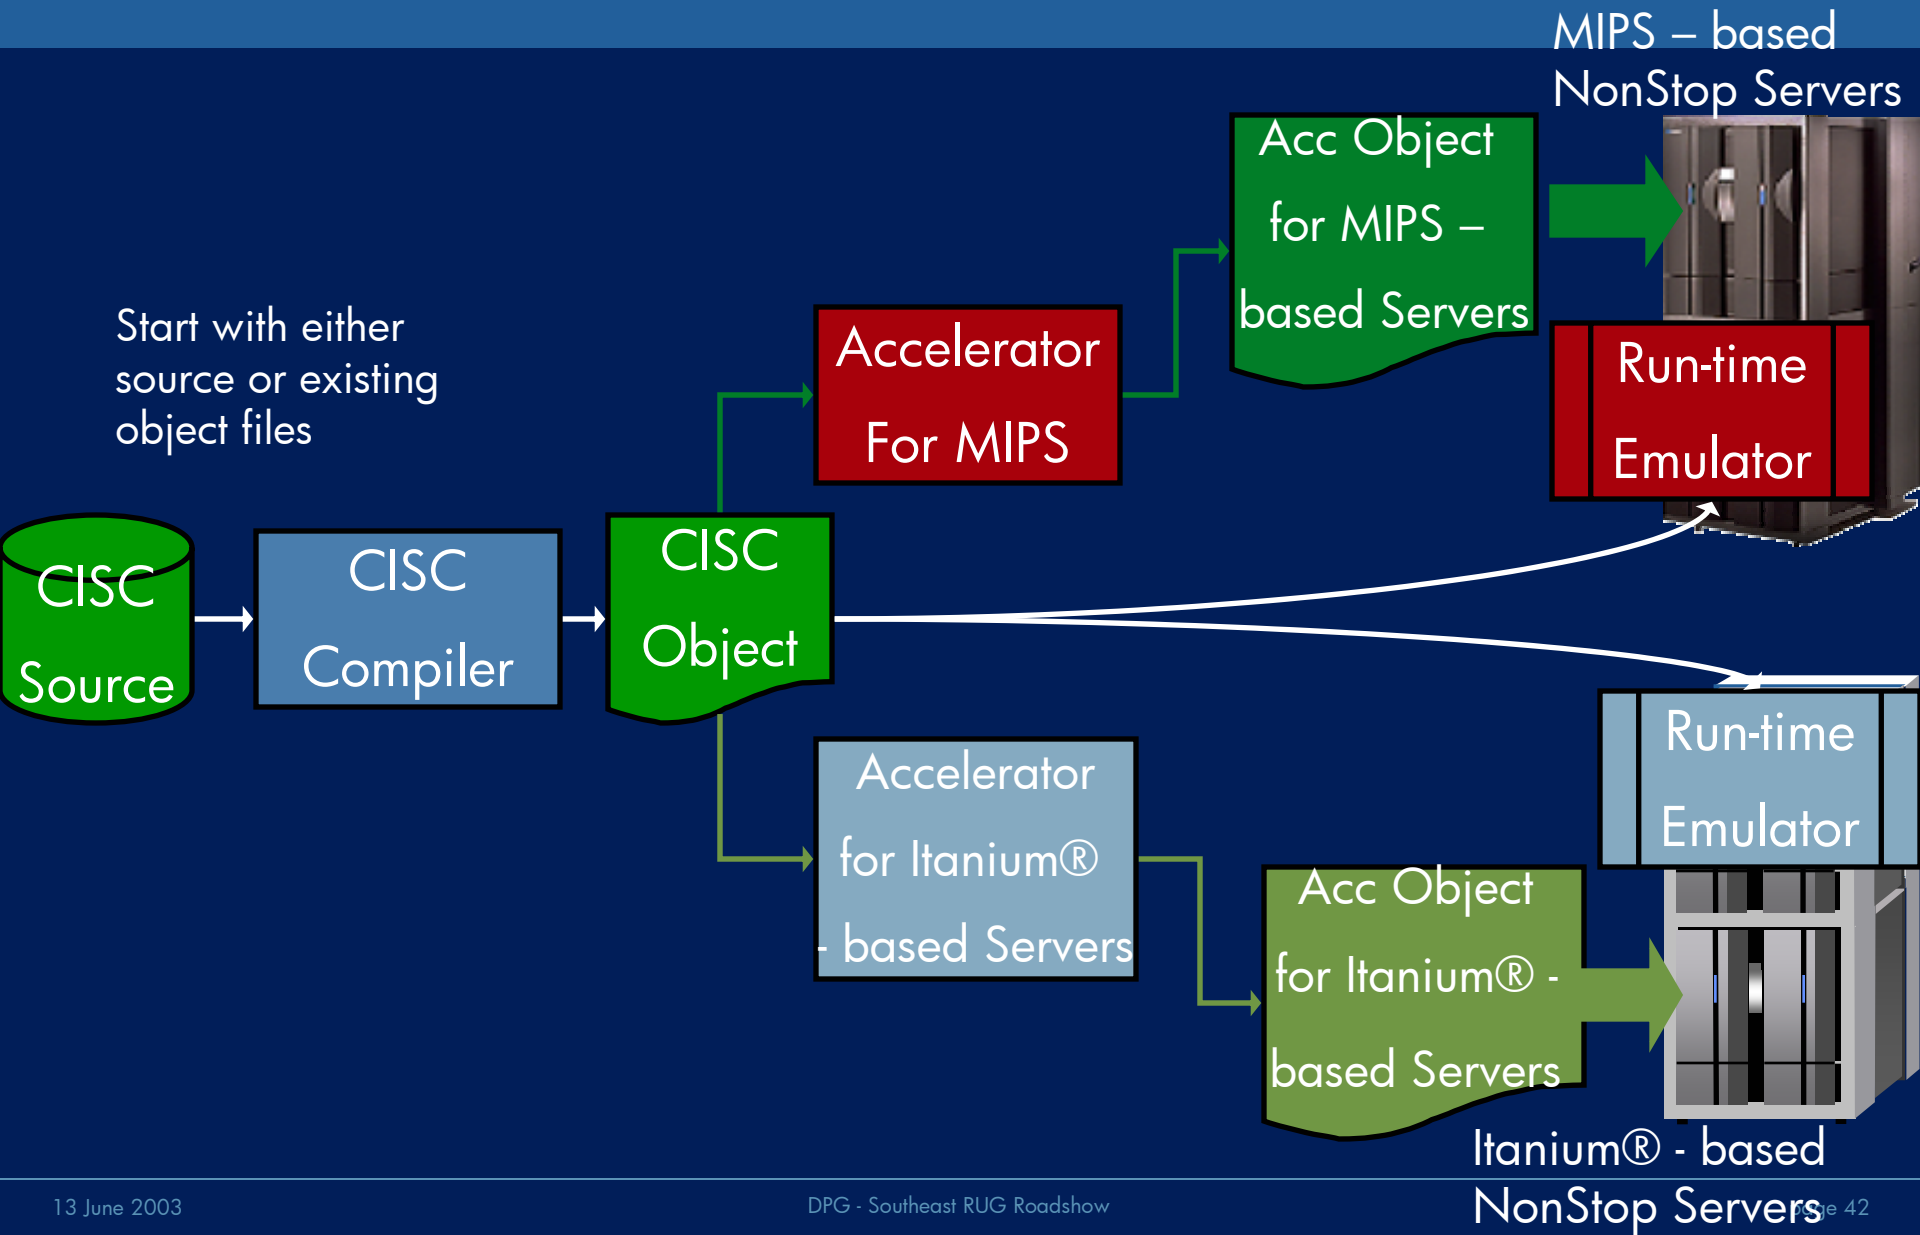 MIPS – based
NonStop Servers
Acc Object
for MIPS –
based Servers
Start with either
source or existing
object files
Accelerator
For MIPS
Run-time
Emulator
CISC
Source
CISC
Compiler
CISC
Object
Run-time
Emulator
Accelerator
for Itanium®
- based Servers
Acc Object
for Itanium® -
based Servers
Itanium® - based
NonStop Servers
13 June 2003
DPG - Southeast RUG Roadshow
page 42